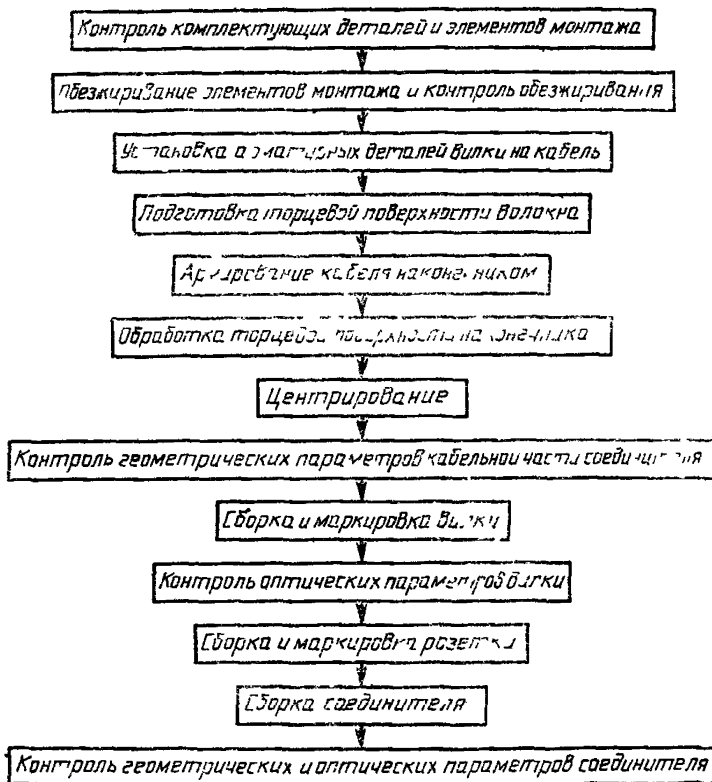 Контроль комплектующих деталей и элементов монтажа
Обезжиривание элементов монтажа и контроль обезжиривания
Установка арматурных деталей вилки на кабель
Подготовка торцевой поверхности волокна
Армирование кабеля наконечником
Обработка торцевой поверхности наконечника
Центрирование
Контроль геометрических параметров кабельной части соединителя
Сборка и маркировка вилки
Контроль оптических параметров вилки
Сборка и маркировка розетки
Сборка соединителя
Контроль геометрических и оптических параметров соединителя